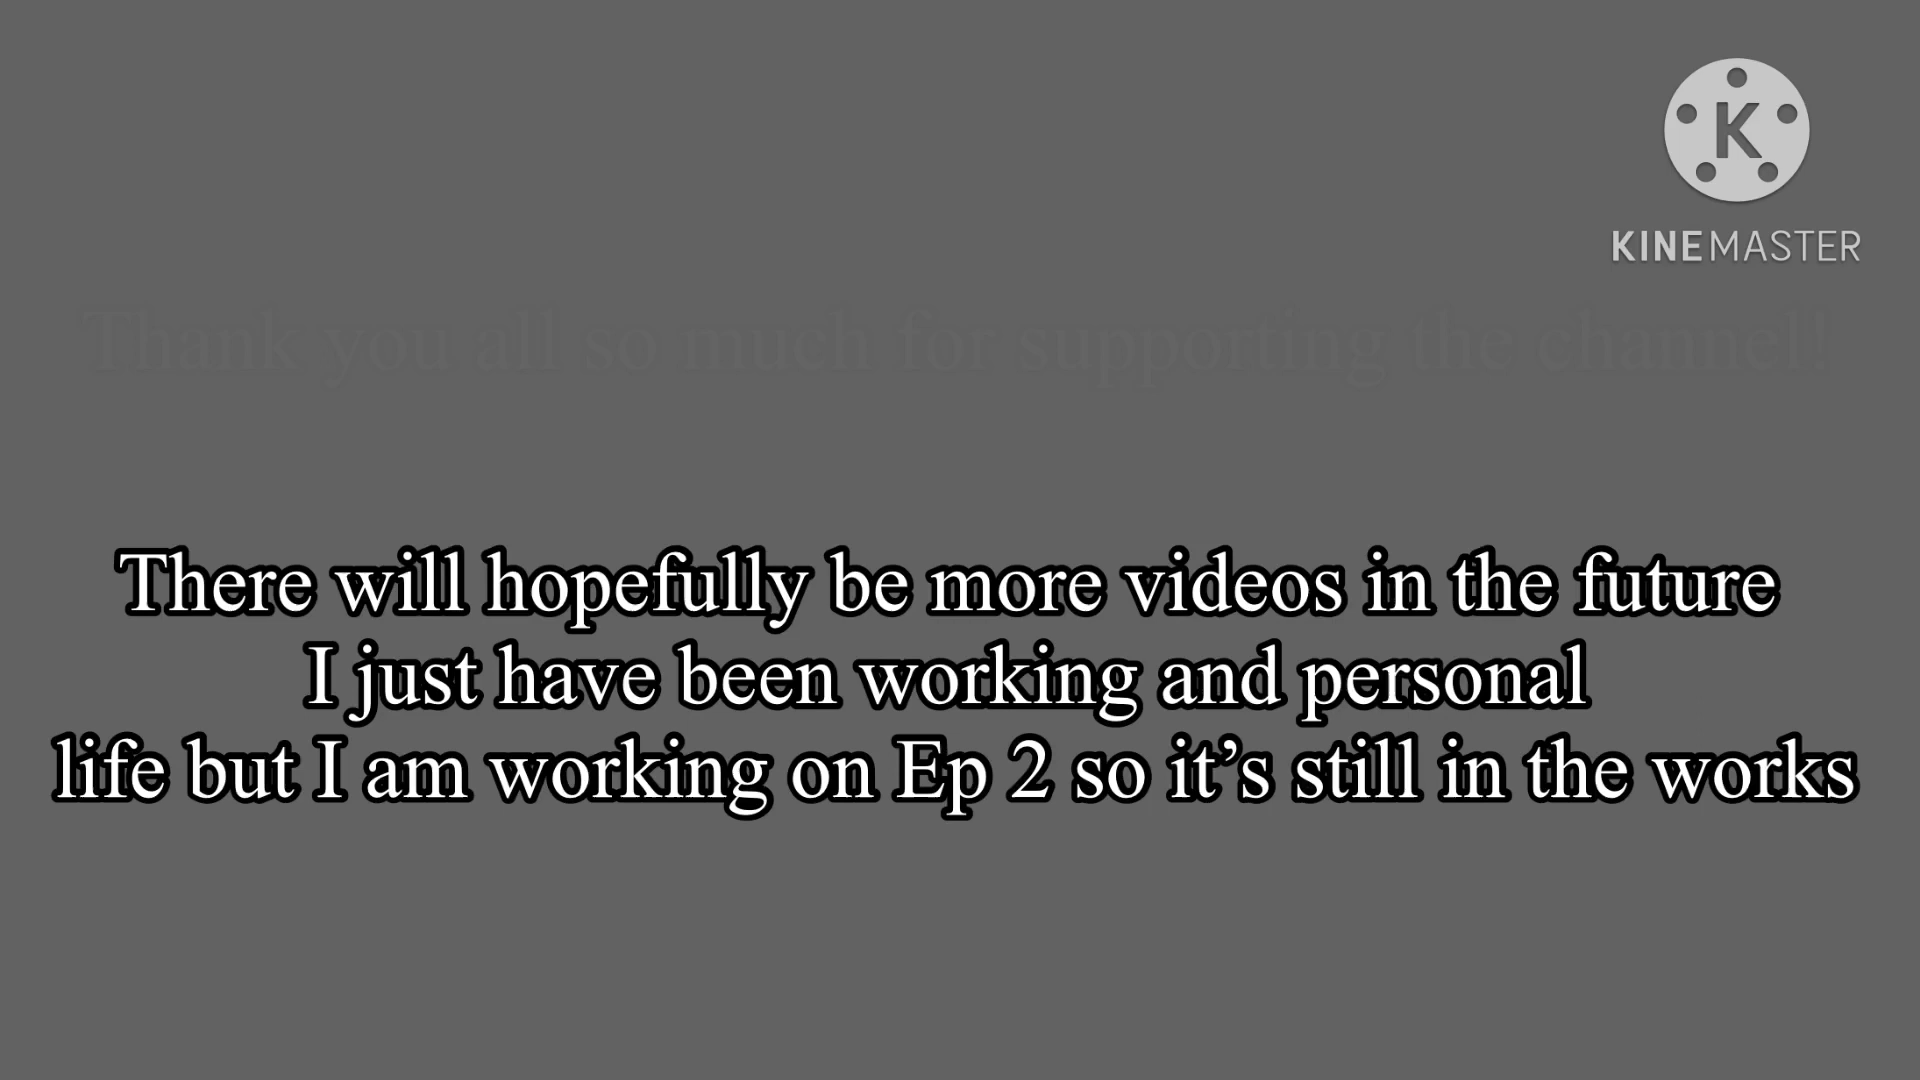 K
KINEMASTER
Thank you all so much for supporting the channel!
There will hopefully be more videos in the future
I just have been working and personal
life but I am working on Ep 2 so it’s still in the works